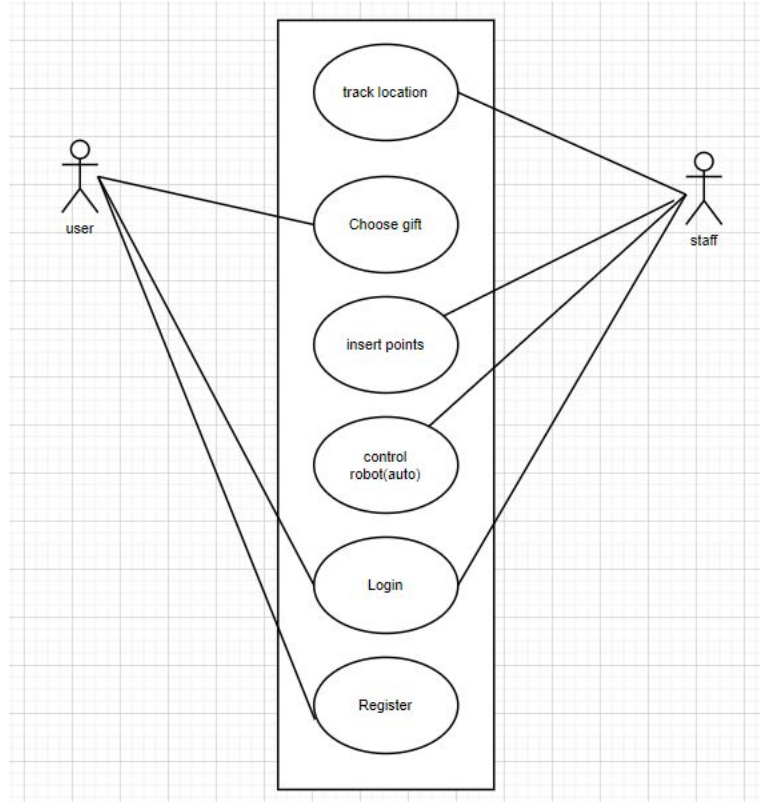 track location
user
Choose gift
staff
insert points
control
robot(auto)
Login
Register